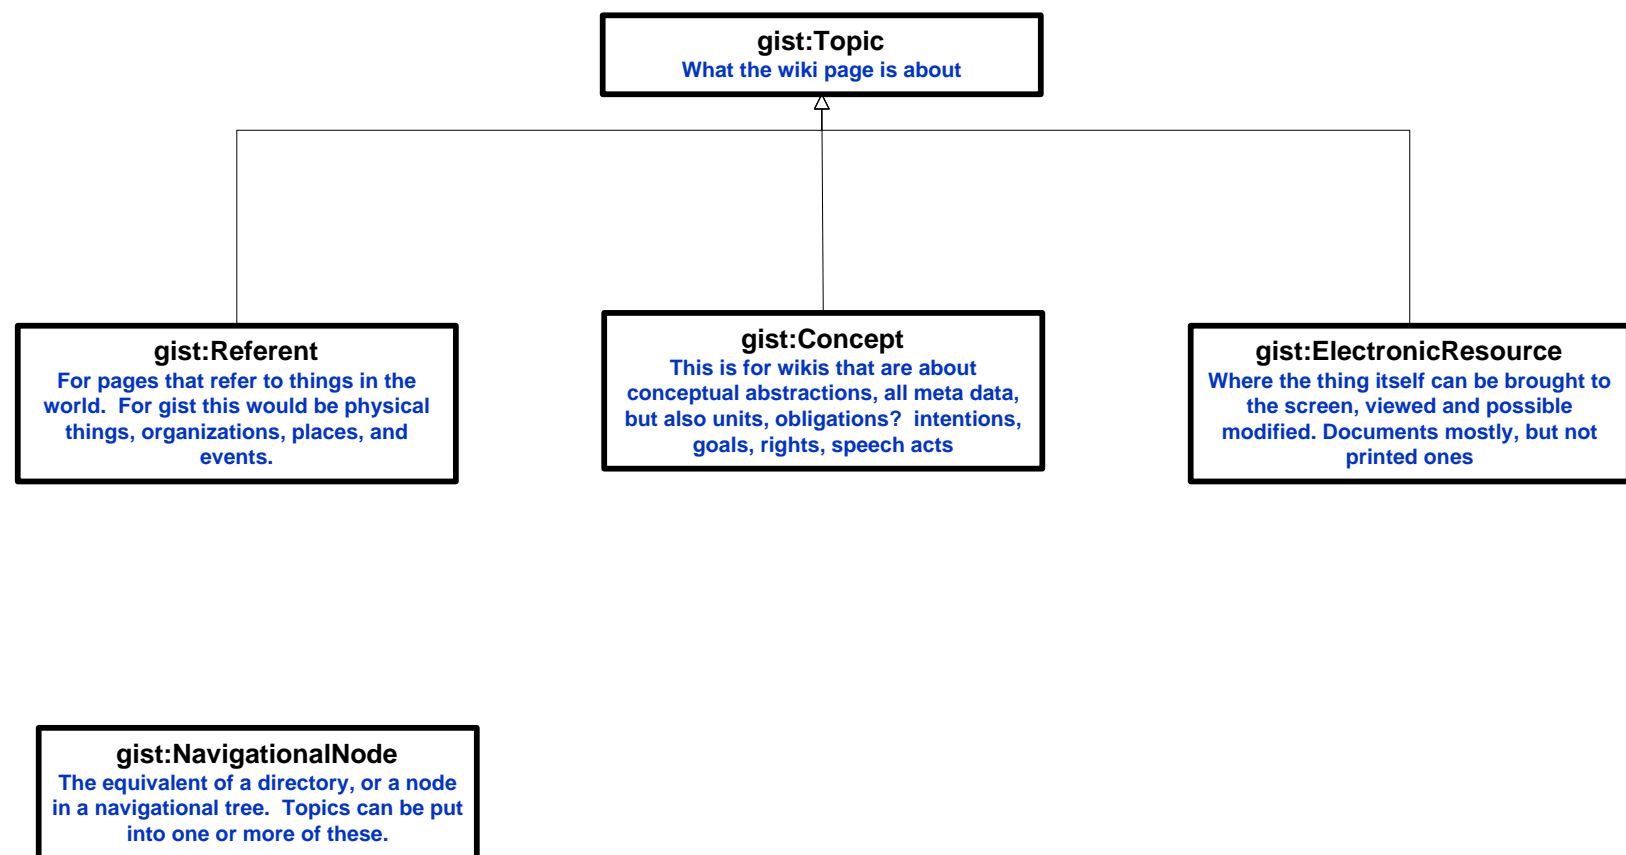 gist:Topic
What the wiki page is about
gist:Referent
For pages that refer to things in the
world.  For gist this would be physical
things, organizations, places, and
events.
gist:Concept
This is for wikis that are about
conceptual abstractions, all meta data,
but also units, obligations?  intentions,
goals, rights, speech acts
gist:ElectronicResource
Where the thing itself can be brought to
the screen, viewed and possible
modified. Documents mostly, but not
printed ones
gist:NavigationalNode
The equivalent of a directory, or a node
in a navigational tree.  Topics can be put
into one or more of these.